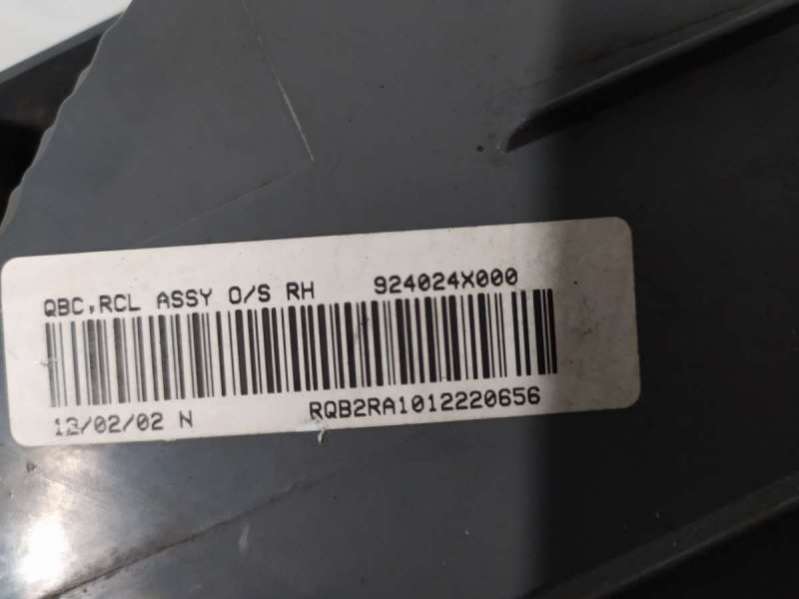 QBC,RCL ASSY O/S RH 924024X000
12/02/02 N RQB2RA1012220656